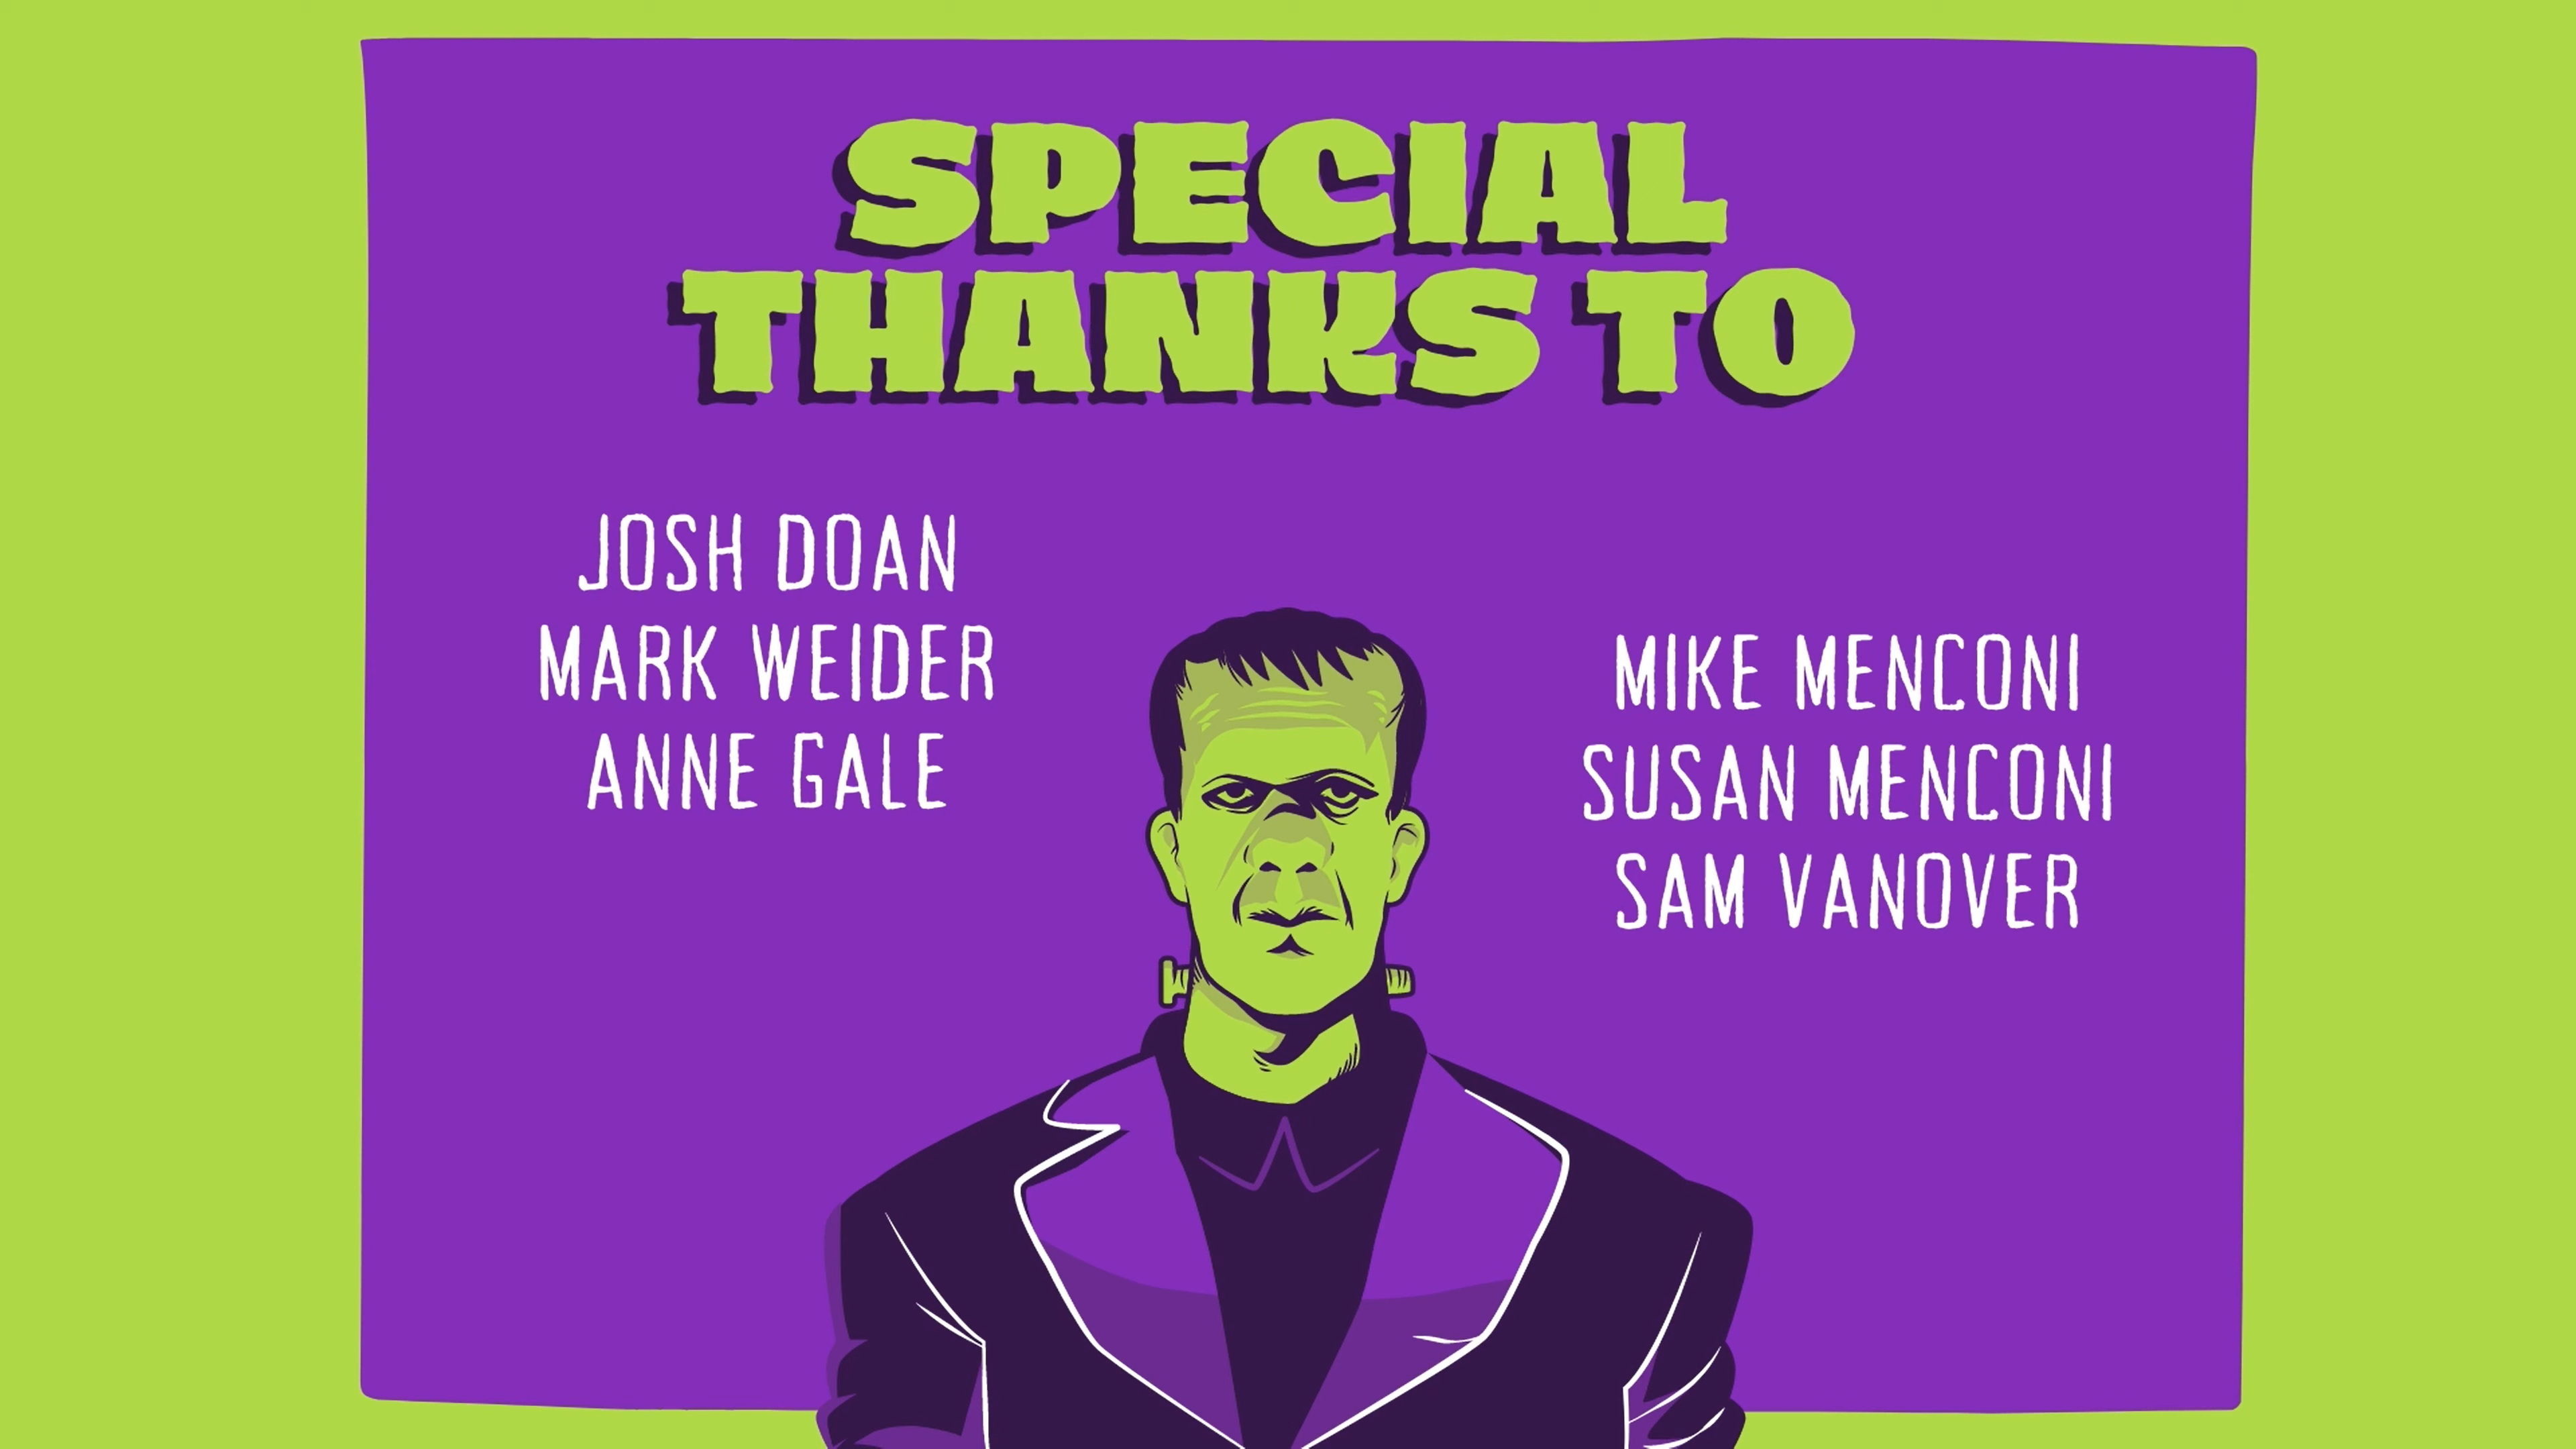 SPECIAL
THANKS TO
JOSH DOAN
MARK WEIDER
ANNE GALE
MIKE MENCONI
SUSAN MENCONI
SAM VANOVER